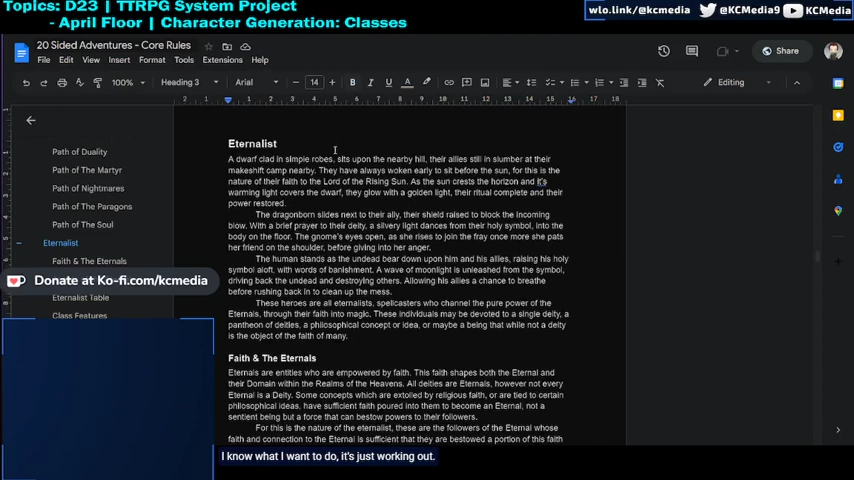 Topics: D23 | TTRPG System Project
- April Floor | Character Generation: Classes
wlo.link/@kcmedia @KCMedia9 KCMedia
20 Sided Adventures - Core Rules
File Edit View Insert Format Tools Extensions Help
Share
100% Heading 3 Arial 14 B I U A Editing
2 1 1 2 3 4 5 6 7 8 9 10 11 12 13 14 15 16 17 18
Path of Duality
Path of The Martyr
Path of Nightmares
Path of The Paragons
Path of The Soul
Eternalist
Faith & The Eternals
Donate at Ko-fi.com/kcmedia
Eternalist Table
Class Features
Eternalist
A dwarf clad in simple robes, sits upon the nearby hill, their allies still in slumber at their
makeshift camp nearby. They have always woken early to sit before the sun, for this is the
nature of their faith to the Lord of the Rising Sun. As the sun crests the horizon and it's
warming light covers the dwarf, they glow with a golden light, their ritual complete and their
power restored.
The dragonborn slides next to their ally, their shield raised to block the incoming
blow. With a brief prayer to their deity, a silvery light dances from their holy symbol, into the
body on the floor. The gnome's eyes open, as she rises to join the fray once more she pats
her friend on the shoulder, before giving into her anger.
The human stands as the undead bear down upon him and his allies, raising his holy
symbol aloft, with words of banishment. A wave of moonlight is unleashed from the symbol,
driving back the undead and destroying others. Allowing his allies a chance to breathe
before rushing back in to clean up the mess.
These heroes are all eternalists, spellcasters who channel the pure power of the
Eternals, through their faith into magic. These individuals may be devoted to a single deity, a
pantheon of deities, a philosophical concept or idea, or maybe a being that while not a deity
is the object of the faith of many.
Faith & The Eternals
Eternals are entities who are empowered by faith. This faith shapes both the Eternal and
their Domain within the Realms of the Heavens. All deities are Eternals, however not every
Eternal is a Deity. Some concepts which are extolled by religious faith, or are tied to certain
philosophical ideas, have sufficient faith poured into them to become an Eternal, not a
sentient being but a force that can bestow powers to their followers.
For this is the nature of the eternalist, these are the followers of the Eternal whose
faith and connection to the Eternal is sufficient that they are bestowed a portion of this faith
I know what I want to do, it's just working out.